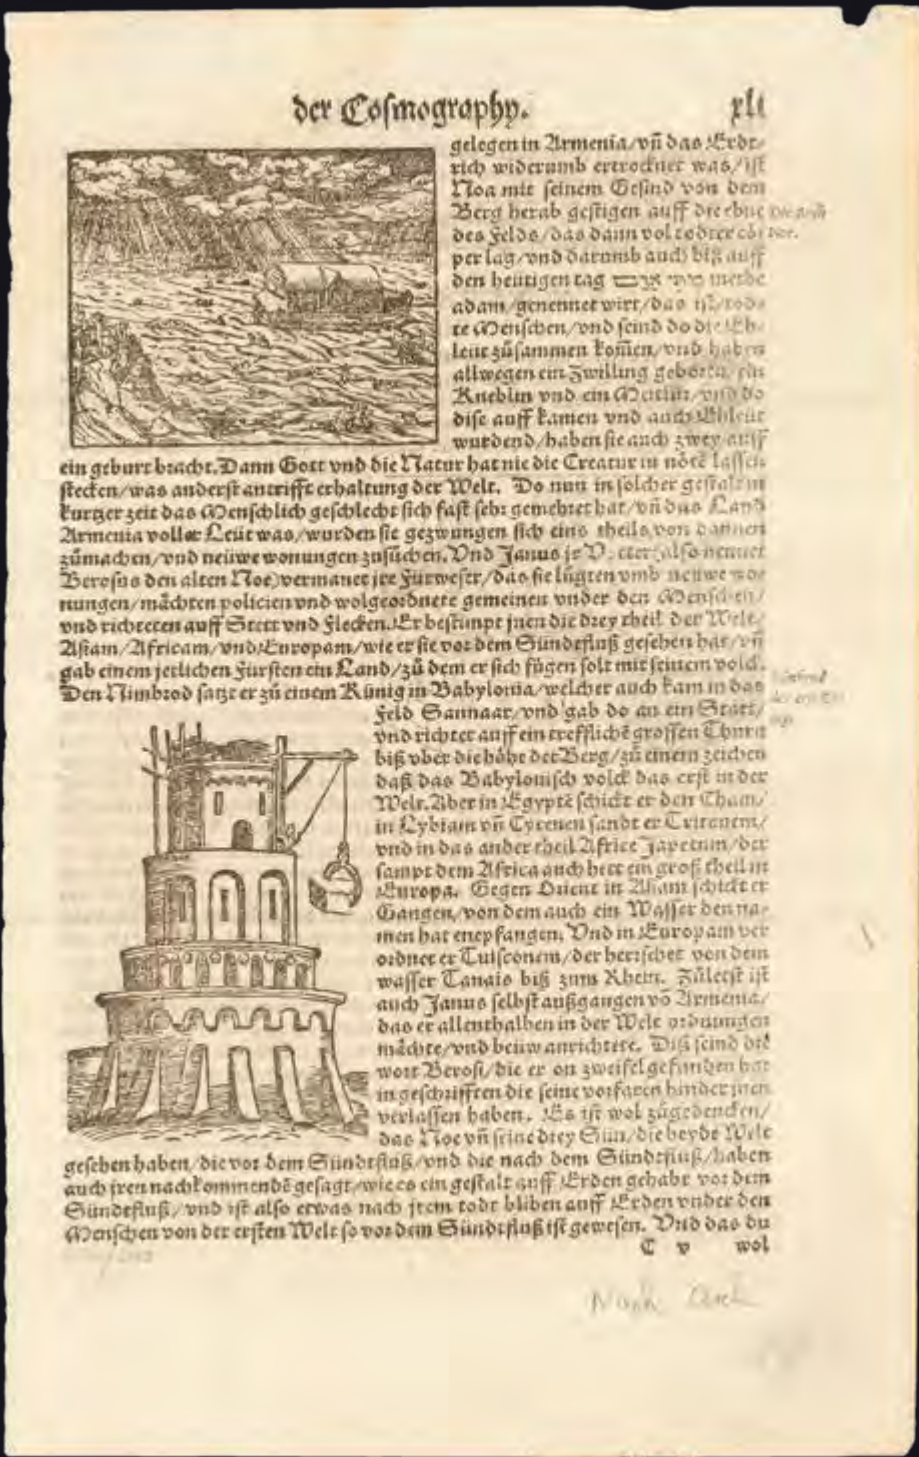 der Cosmography. xli
gelegen in Armenia/vñ das Erdt/
rich widerumb ertrocknet was/ist
Noa mit seinem Gesind von dem
Berg herab gestigen auff die ebne
des Felds/das dann vol todter cör
per lag/vnd darumb auch biß auff
den heütigen tag methe
adam/genennet wirt/das ist/tod-
te Menschen/vnd seind do die Eh-
leut zůsammen kom̃en/vnd haben
allwegen ein Zwilling geborn/ein
Kneblin vnd ein Meitlin/vnd do
dise auff kamen vnd auch Ehleut
wurdend/haben sie auch zwey auff
ein geburt bracht. Dann Gott vnd die Natur hat nie die Creatur in nöte lassen
stecken/was anderst antrifft erhaltung der Welt. Do nun in solcher gestalt in
kurtzer zeit das Menschlich geschlecht sich fast sehr gemehret hat/vñ das Land
Armenia voller Leüt was/wurden sie gezwungen sich eins theils von dannen
zůmachen/vnd neüwe wonungen zusůchen. Vnd Janus jr Vatter (also nennet
Berosus den alten Noe) vermanet jre Fürweser/das sie lůgten vmb neüwe wo-
nungen/måchten policien vnd wolgeordnete gemeinen vnder den Menschen/
vnd richteten auff Stett vnd Flecken. Er bestimpt jnen die drey theil der Welt/
Asiam/Africam/vnd Europam/wie er sie vor dem Sündtfluß gesehen hat/vñ
gab einem jetlichen Fürsten ein Land/zů dem er sich fůgen solt mit seinem volck.
Den Nimbrod satzt er zů einem Künig in Babylonia/welcher auch kam in das
Feld Sannaar/vnd gab do an ein Statt/
vnd richtet auff ein trefflichẽ grossen Thurn
biß vber die höhe der Berg/zů einem zeichen
daß das Babylonisch volck das erst in der
Welt. Aber in Egyptẽ schickt er den Cham/
in Lybiam vñ Cyrenen sandt er Tritonem/
vnd in das ander theil Africe Japetum/der
sampt dem Africa auch hett ein groß theil in
Europa. Gegen Orient in Asiam schickt er
Gangen/von dem auch ein Wasser den na-
men hat entpfangen. Vnd in Europam ver
ordnet er Tuisconem/der herrschet von dem
wasser Tanais biß zum Rhein. Zůletst ist
auch Janus selbst außgangen võ Armenia/
das er allenthalben in der Welt ordnungen
måchte/vnd beüw anrichtete. Diß seind die
wort Berosi/die er on zweifel gefunden hat
in geschrifften die seine vorfaren hinder jnen
verlassen haben. Es ist wol zůgedencken/
das Noe vñ seine drey Sün/die beyde Welt
gesehen haben/die vor dem Sündtfluß/vnd die nach dem Sündtfluß/haben
auch jren nachkommendẽ gesagt/wie es ein gestalt auff Erden gehabt vor dem
Sündtfluß/vnd ist also etwas nach jrem todt bliben auff Erden vnder den
Menschen von der ersten Welt so vor dem Sündtfluß ist gewesen. Vnd das du
C v wol